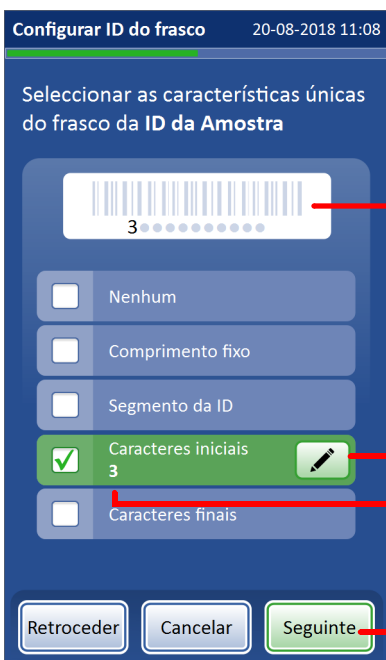 Configurar ID do frasco 20-08-2018 11:08
Seleccionar as características únicas
do frasco da ID da Amostra
3
Nenhum
Comprimento fixo
Segmento da ID
Caracteres iniciais
3
Caracteres finais
Retroceder Cancelar Seguinte